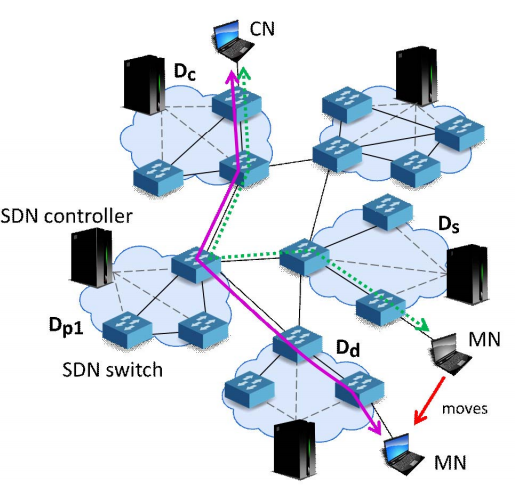 CN
Dc
SDN controller
Ds
Dp1
Dd
MN
SDN switch
moves
MN